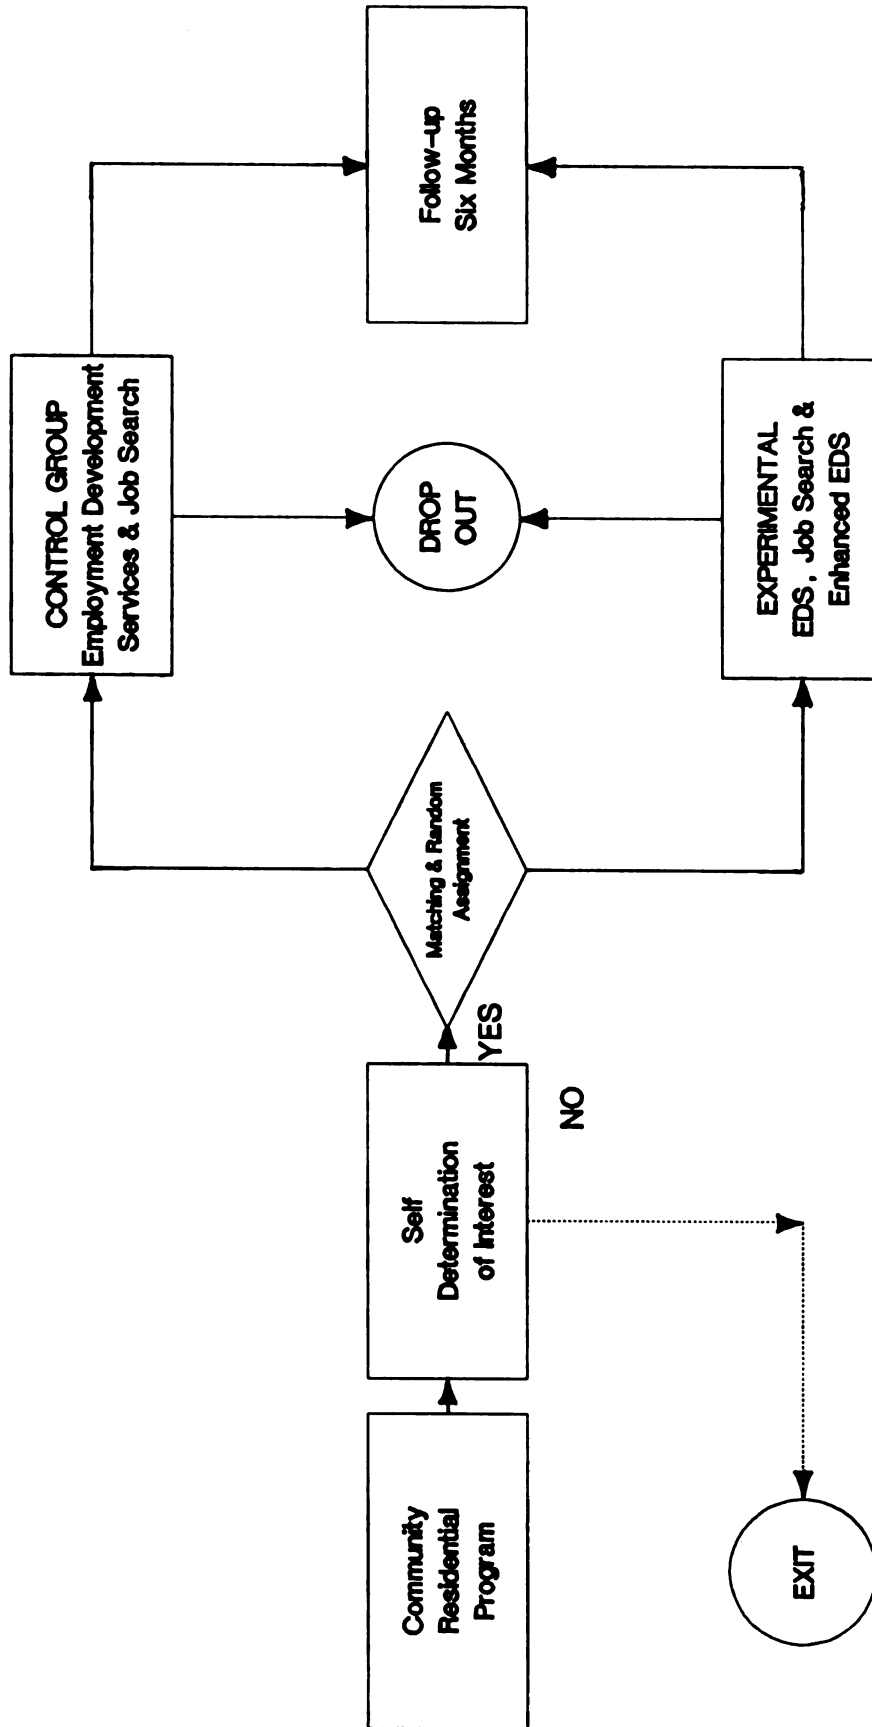 Community
Residential
Program
Self
Determination
of Interest
YES
NO
EXIT
Matching & Random
Assignment
CONTROL GROUP
Employment Development
Services & Job Search
DROP
OUT
EXPERIMENTAL
EDS, Job Search &
Enhanced EDS
Follow-up
Six Months